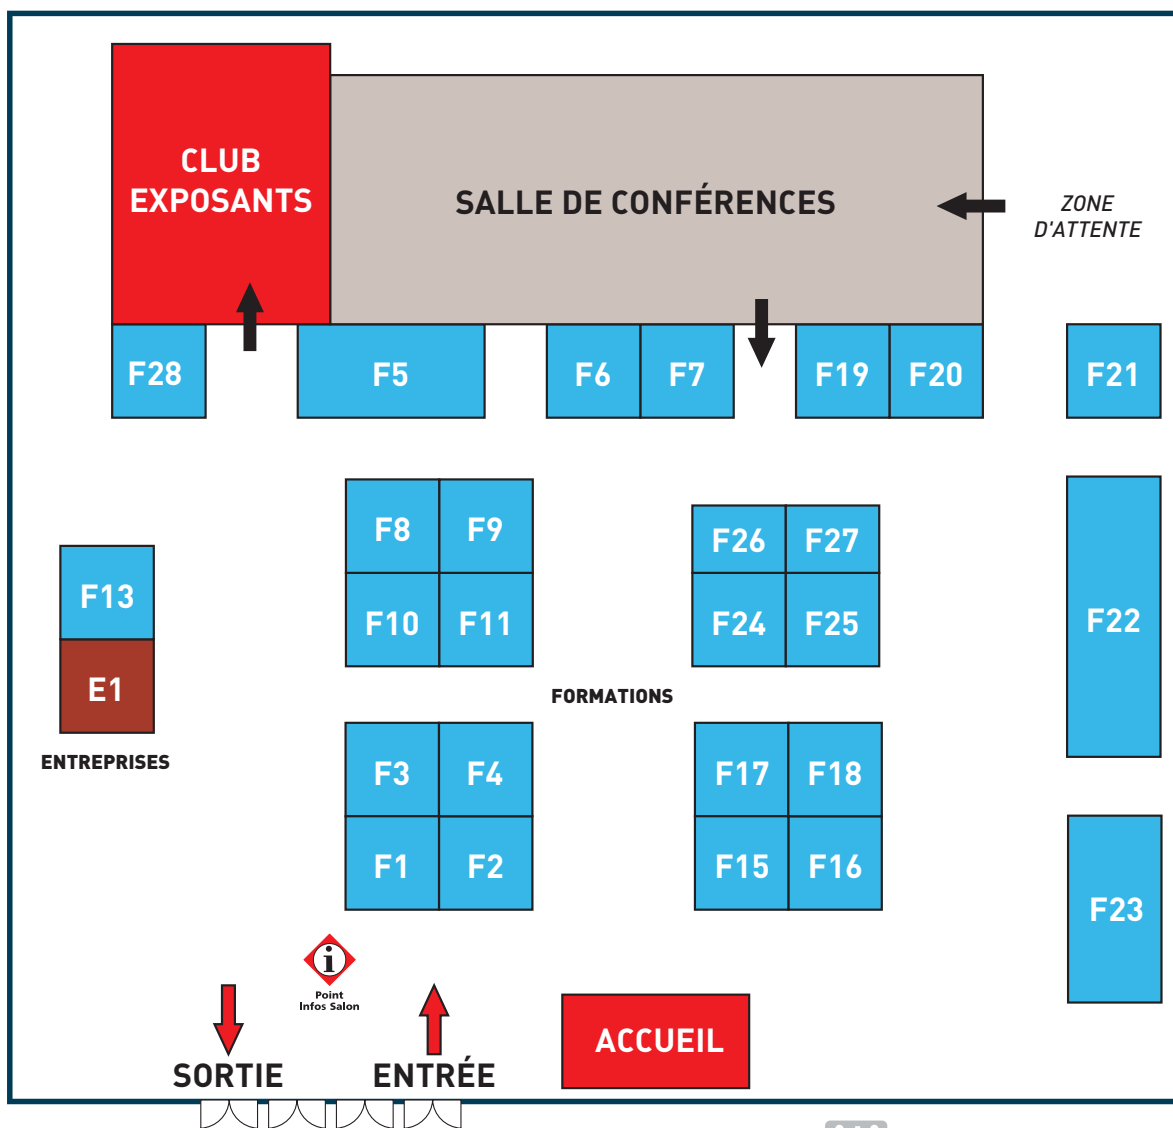 CLUB
EXPOSANTS
SALLE DE CONFÉRENCES
ZONE
D'ATTENTE
F28
F5
F6
F7
F19
F20
F21
F8
F9
F26
F27
F13
F10
F11
F24
F25
F22
E1
FORMATIONS
ENTREPRISES
F3
F4
F17
F18
F1
F2
F15
F16
F23
i
Point
Infos Salon
ACCUEIL
SORTIE
ENTRÉE